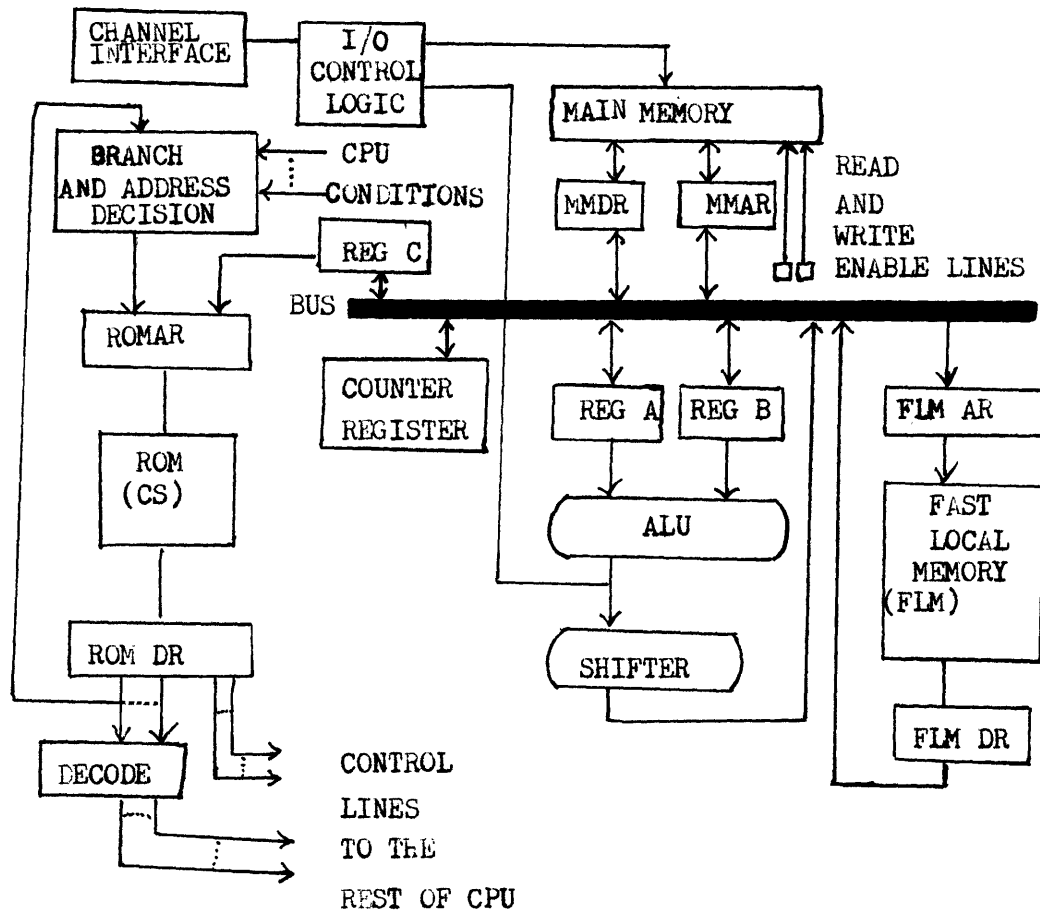 CHANNEL
INTERFACE
I/O
CONTROL
LOGIC
MAIN MEMORY
BRANCH
AND ADDRESS
DECISION
CPU
CONDITIONS
MMDR
MMAR
READ
AND
WRITE
ENABLE LINES
REG C
BUS
ROMAR
COUNTER
REGISTER
REG A
REG B
FLM AR
ROM
(CS)
ALU
FAST
LOCAL
MEMORY
(FLM)
ROM DR
SHIFTER
FLM DR
DECODE
CONTROL
LINES
TO THE
REST OF CPU